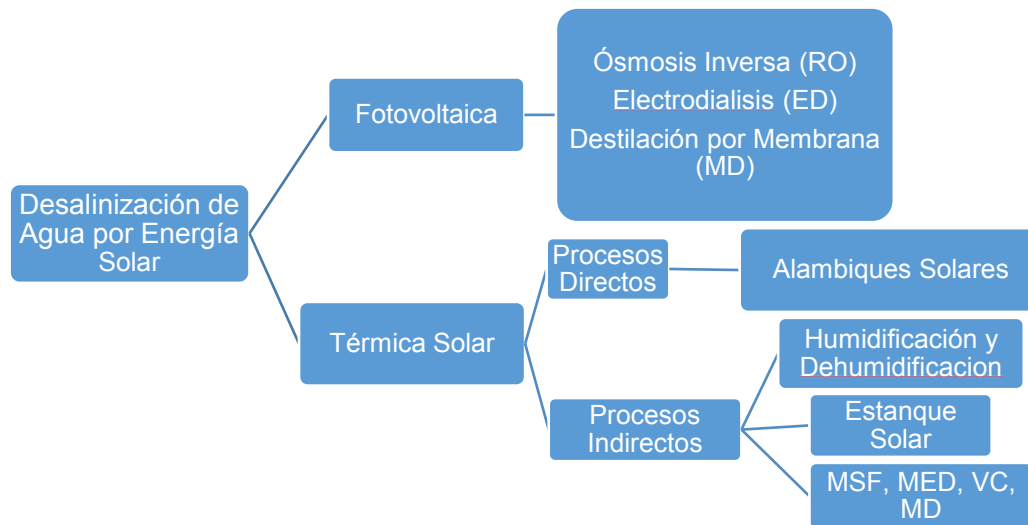 Desalinización de
Agua por Energía
Solar
Fotovoltaica
Ósmosis Inversa (RO)
Electrodialisis (ED)
Destilación por Membrana
(MD)
Térmica Solar
Procesos
Directos
Alambiques Solares
Procesos
Indirectos
Humidificación y
Dehumidificacion
Estanque
Solar
MSF, MED, VC,
MD